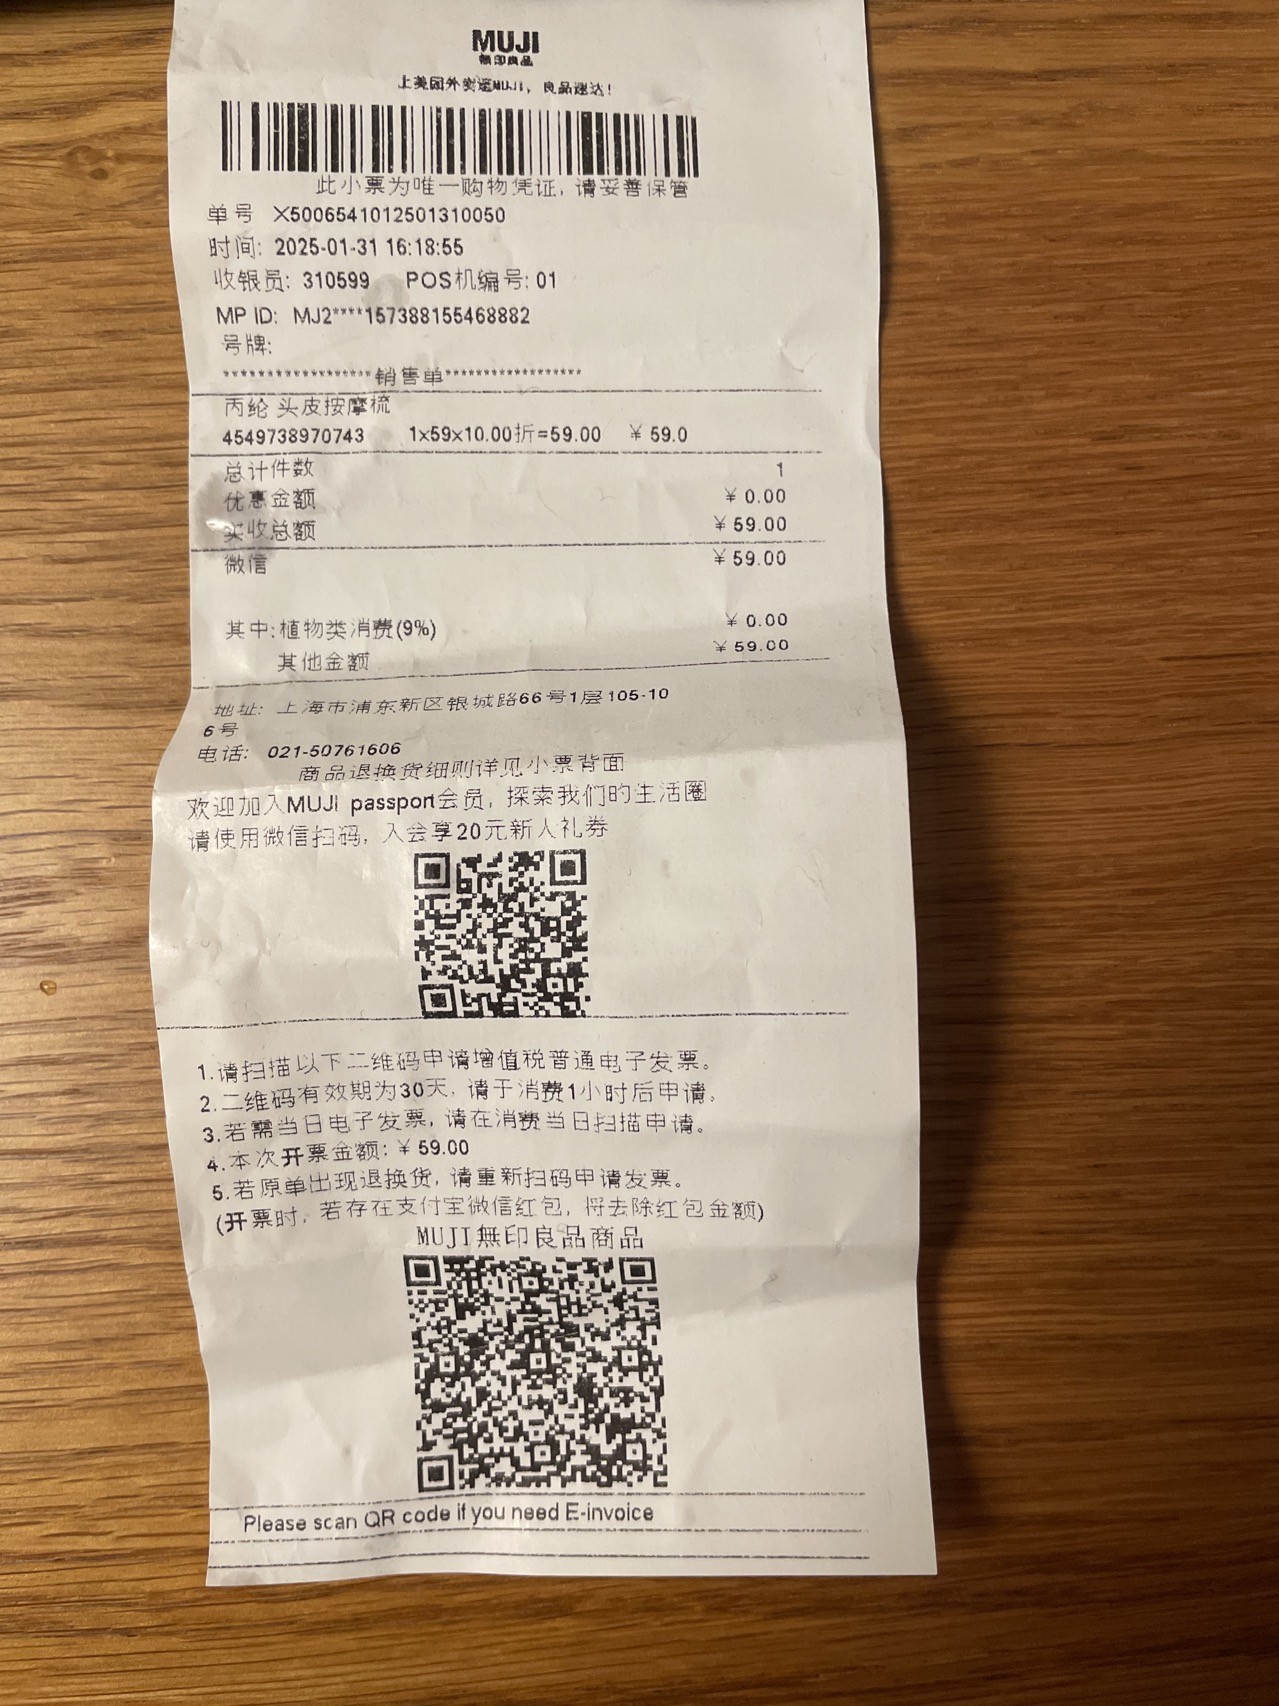 MUJI
無印良品
上美团外卖逛MUJI，良品速达！
此小票为唯一购物凭证, 请妥善保管
单号 X5006541012501310050
时间: 2025-01-31 16:18:55
收银员: 310599 POS机编号: 01
MP ID: MJ2****157388155468882
号牌:
******************销售单******************
丙纶 头皮按摩梳
4549738970743 1x59x10.00折=59.00 ￥59.0
总计件数 1
优惠金额 ￥0.00
实收总额 ￥59.00
微信 ￥59.00
其中:植物类消费(9%) ￥0.00
其他金额 ￥59.00
地址: 上海市浦东新区银城路66号1层105-10
6号
电话: 021-50761606
商品退换货细则详见小票背面
欢迎加入MUJI passport会员, 探索我们的生活圈
请使用微信扫码, 入会享20元新人礼券
1.请扫描以下二维码申请增值税普通电子发票。
2.二维码有效期为30天, 请于消费1小时后申请。
3.若需当日电子发票, 请在消费当日扫描申请。
4.本次开票金额: ￥59.00
5.若原单出现退换货, 请重新扫码申请发票。
(开票时, 若存在支付宝微信红包, 将去除红包金额)
MUJI無印良品商品
Please scan QR code if you need E-invoice